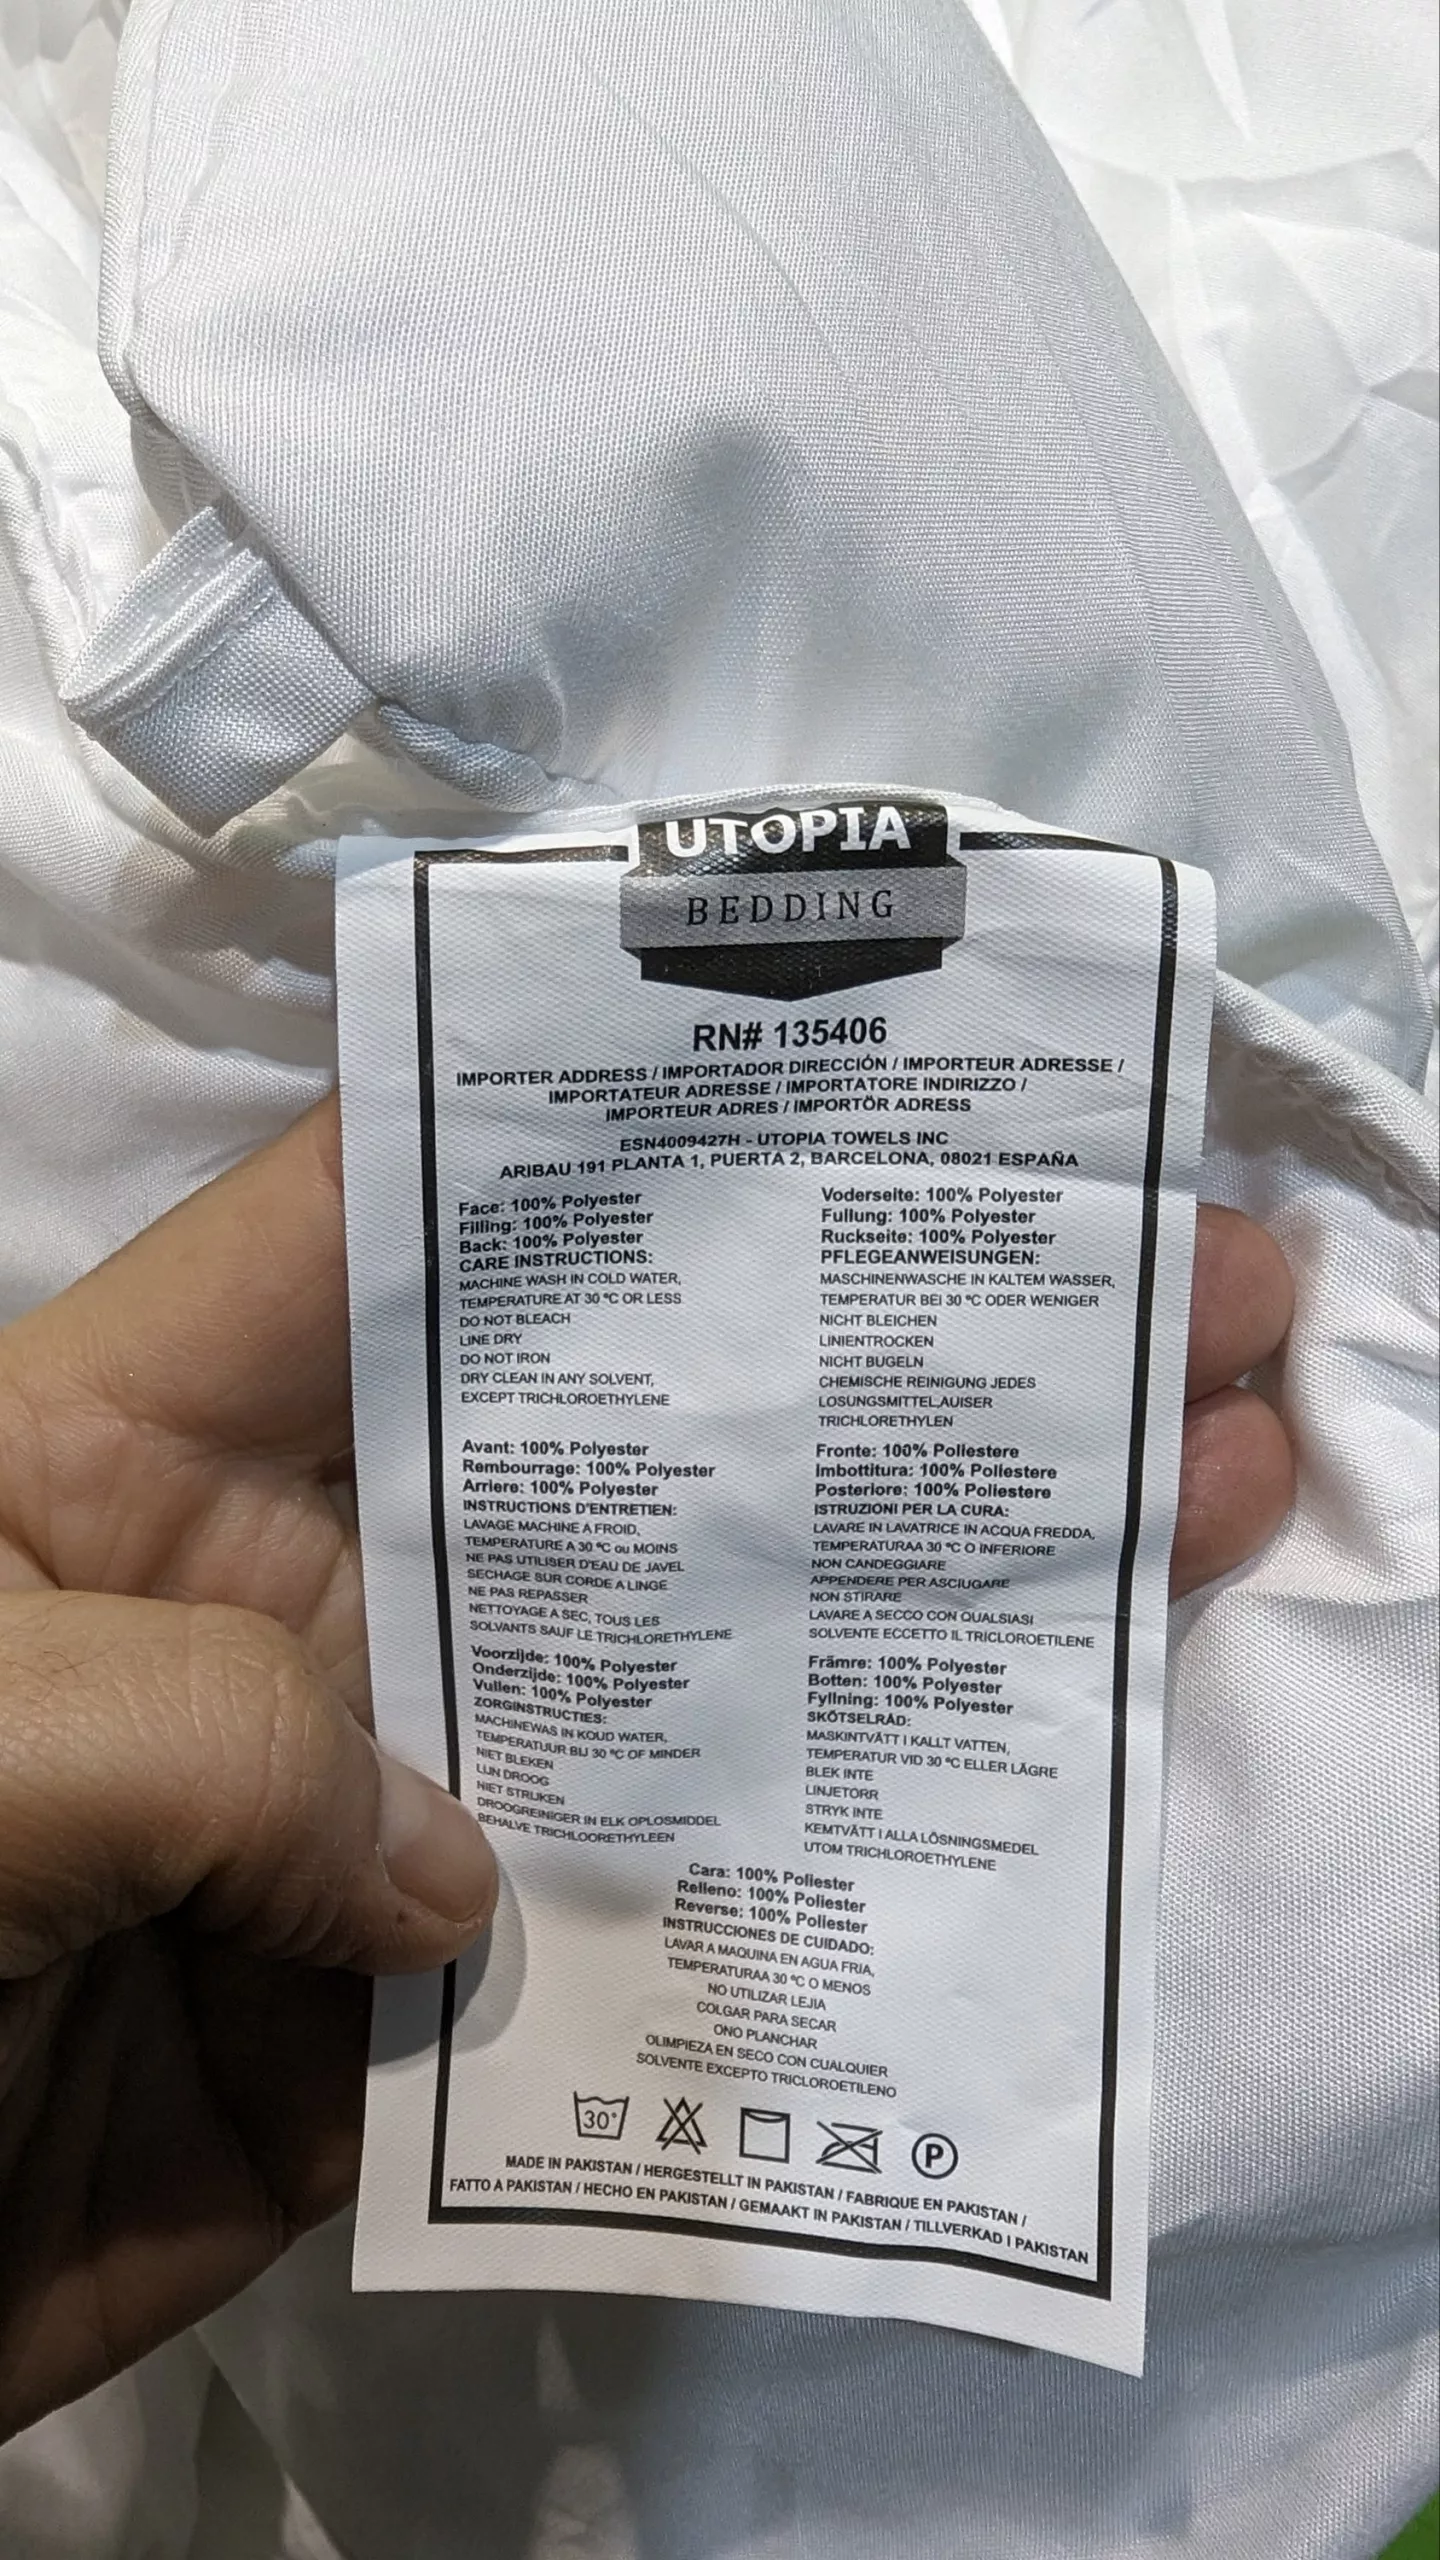 UTOPIA
BEDDING
RN# 135406
IMPORTER ADDRESS / IMPORTADOR DIRECCIÓN / IMPORTEUR ADRESSE /
IMPORTATEUR ADRESSE / IMPORTATORE INDIRIZZO /
IMPORTEUR ADRES / IMPORTÖR ADRESS
ESN4009427H - UTOPIA TOWELS INC
ARIBAU 191 PLANTA 1, PUERTA 2, BARCELONA, 08021 ESPAÑA
Face: 100% Polyester
Filling: 100% Polyester
Back: 100% Polyester
CARE INSTRUCTIONS:
MACHINE WASH IN COLD WATER,
TEMPERATURE AT 30 °C OR LESS
DO NOT BLEACH
LINE DRY
DO NOT IRON
DRY CLEAN IN ANY SOLVENT,
EXCEPT TRICHLOROETHYLENE
Voderseite: 100% Polyester
Fullung: 100% Polyester
Ruckseite: 100% Polyester
PFLEGEANWEISUNGEN:
MASCHINENWASCHE IN KALTEM WASSER,
TEMPERATUR BEI 30 °C ODER WENIGER
NICHT BLEICHEN
LINIENTROCKEN
NICHT BUGELN
CHEMISCHE REINIGUNG JEDES
LOSUNGSMITTEL,AUISER
TRICHLORETHYLEN
Avant: 100% Polyester
Rembourrage: 100% Polyester
Arriere: 100% Polyester
INSTRUCTIONS D'ENTRETIEN:
LAVAGE MACHINE A FROID,
TEMPERATURE A 30 °C ou MOINS
NE PAS UTILISER D'EAU DE JAVEL
SECHAGE SUR CORDE A LINGE
NE PAS REPASSER
NETTOYAGE A SEC, TOUS LES
SOLVANTS SAUF LE TRICHLORETHYLENE
Fronte: 100% Poliestere
Imbottitura: 100% Poliestere
Posteriore: 100% Poliestere
ISTRUZIONI PER LA CURA:
LAVARE IN LAVATRICE IN ACQUA FREDDA,
TEMPERATURAA 30 °C O INFERIORE
NON CANDEGGIARE
APPENDERE PER ASCIUGARE
NON STIRARE
LAVARE A SECCO CON QUALSIASI
SOLVENTE ECCETTO IL TRICLOROETILENE
Voorzijde: 100% Polyester
Onderzijde: 100% Polyester
Vullen: 100% Polyester
ZORGINSTRUCTIES:
MACHINEWAS IN KOUD WATER,
TEMPERATUUR BIJ 30 °C OF MINDER
NIET BLEKEN
LIJN DROOG
NIET STRIJKEN
DROOGREINIGER IN ELK OPLOSMIDDEL
BEHALVE TRICHLOORETHYLEEN
Främre: 100% Polyester
Botten: 100% Polyester
Fyllning: 100% Polyester
SKÖTSELRÅD:
MASKINTVÄTT I KALLT VATTEN,
TEMPERATUR VID 30 °C ELLER LÄGRE
BLEK INTE
LINJETORR
STRYK INTE
KEMTVÄTT I ALLA LÖSNINGSMEDEL
UTOM TRICHLOROETHYLENE
Cara: 100% Poliester
Relleno: 100% Poliester
Reverse: 100% Poliester
INSTRUCCIONES DE CUIDADO:
LAVAR A MAQUINA EN AGUA FRIA,
TEMPERATURAA 30 °C O MENOS
NO UTILIZAR LEJIA
COLGAR PARA SECAR
ONO PLANCHAR
OLIMPIEZA EN SECO CON CUALQUIER
SOLVENTE EXCEPTO TRICLOROETILENO
30° P
MADE IN PAKISTAN / HERGESTELLT IN PAKISTAN / FABRIQUE EN PAKISTAN /
FATTO A PAKISTAN / HECHO EN PAKISTAN / GEMAAKT IN PAKISTAN / TILLVERKAD I PAKISTAN